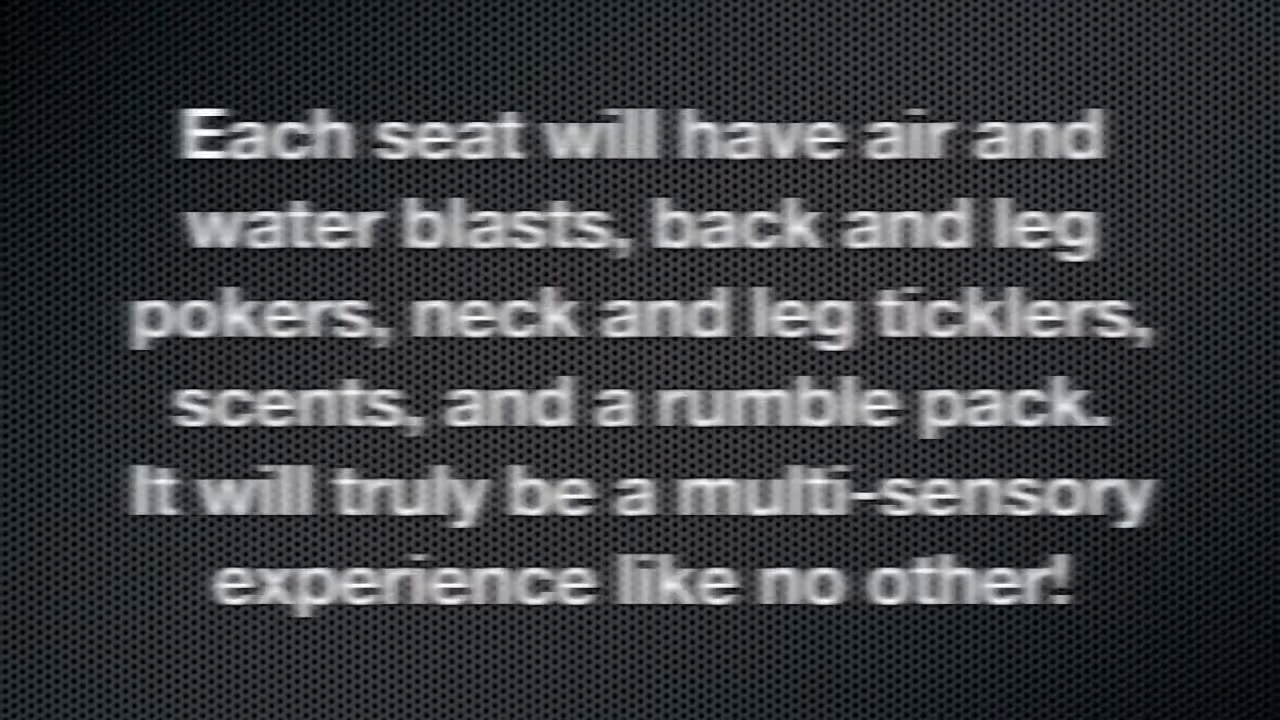 Each seat will have air and
water blasts, back and leg
pokers, neck and leg ticklers,
scents, and a rumble pack.
It will truly be a multi-sensory
experience like no other!